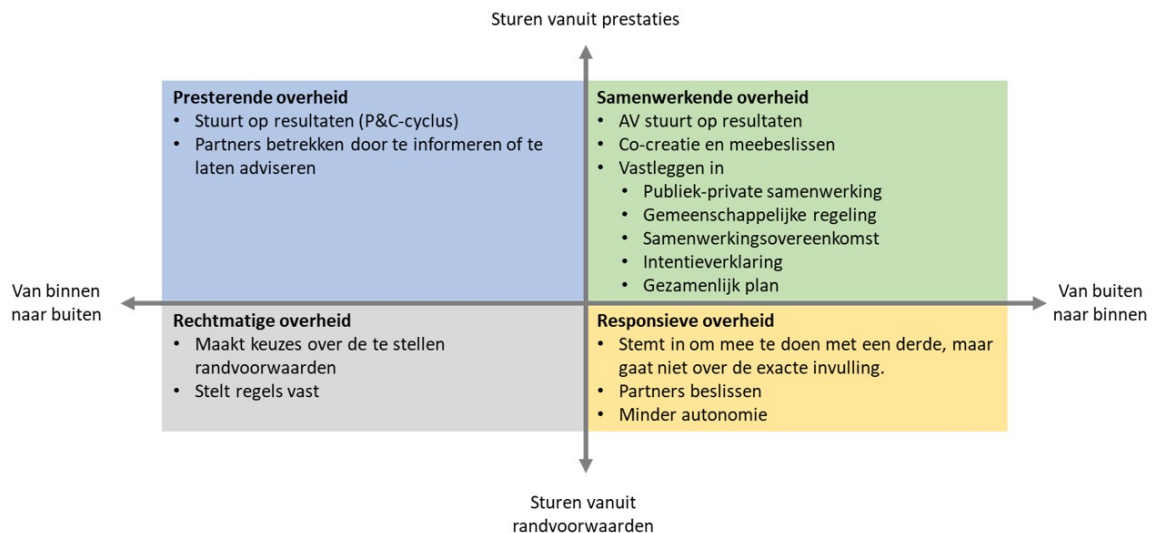 Sturen vanuit prestaties
Presterende overheid
• Stuurt op resultaten (P&C-cyclus)
• Partners betrekken door te informeren of te
laten adviseren
Samenwerkende overheid
• AV stuurt op resultaten
• Co-creatie en meebeslissen
• Vastleggen in
• Publiek-private samenwerking
• Gemeenschappelijke regeling
• Samenwerkingsovereenkomst
• Intentieverklaring
• Gezamenlijk plan
Van binnen
naar buiten
Van buiten
naar binnen
Rechtmatige overheid
• Maakt keuzes over de te stellen
randvoorwaarden
• Stelt regels vast
Responsieve overheid
• Stemt in om mee te doen met een derde, maar
gaat niet over de exacte invulling.
• Partners beslissen
• Minder autonomie
Sturen vanuit
randvoorwaarden